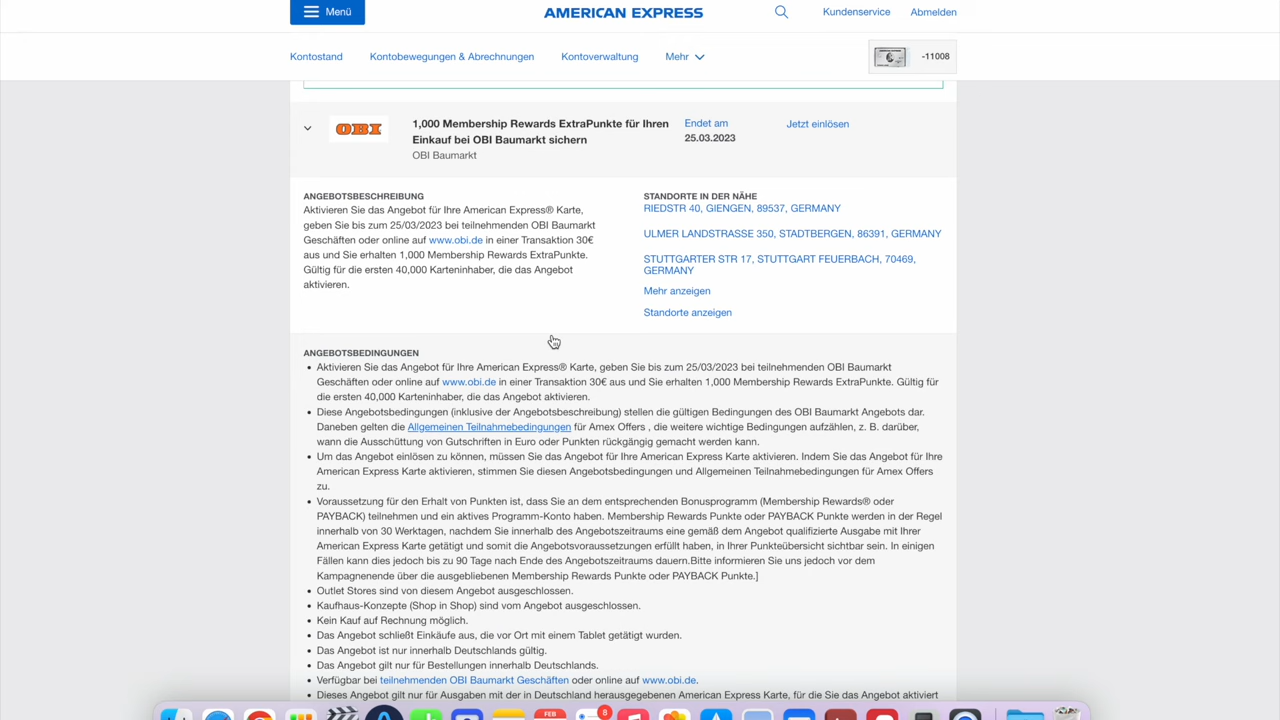 Menü
AMERICAN EXPRESS
Kundenservice
Abmelden
Kontostand
Kontobewegungen & Abrechnungen
Kontoverwaltung
Mehr
-11008
OBI
1,000 Membership Rewards ExtraPunkte für Ihren
Einkauf bei OBI Baumarkt sichern
OBI Baumarkt
Endet am
25.03.2023
Jetzt einlösen
ANGEBOTSBESCHREIBUNG
Aktivieren Sie das Angebot für Ihre American Express® Karte,
geben Sie bis zum 25/03/2023 bei teilnehmenden OBI Baumarkt
Geschäften oder online auf www.obi.de in einer Transaktion 30€
aus und Sie erhalten 1,000 Membership Rewards ExtraPunkte.
Gültig für die ersten 40,000 Karteninhaber, die das Angebot
aktivieren.
STANDORTE IN DER NÄHE
RIEDSTR 40, GIENGEN, 89537, GERMANY
ULMER LANDSTRASSE 350, STADTBERGEN, 86391, GERMANY
STUTTGARTER STR 17, STUTTGART FEUERBACH, 70469,
GERMANY
Mehr anzeigen
Standorte anzeigen
ANGEBOTSBEDINGUNGEN
• Aktivieren Sie das Angebot für Ihre American Express® Karte, geben Sie bis zum 25/03/2023 bei teilnehmenden OBI Baumarkt
Geschäften oder online auf www.obi.de in einer Transaktion 30€ aus und Sie erhalten 1,000 Membership Rewards ExtraPunkte. Gültig für
die ersten 40,000 Karteninhaber, die das Angebot aktivieren.
• Diese Angebotsbedingungen (inklusive der Angebotsbeschreibung) stellen die gültigen Bedingungen des OBI Baumarkt Angebots dar.
Daneben gelten die Allgemeinen Teilnahmebedingungen für Amex Offers , die weitere wichtige Bedingungen aufzählen, z. B. darüber,
wann die Ausschüttung von Gutschriften in Euro oder Punkten rückgängig gemacht werden kann.
• Um das Angebot einlösen zu können, müssen Sie das Angebot für Ihre American Express Karte aktivieren. Indem Sie das Angebot für Ihre
American Express Karte aktivieren, stimmen Sie diesen Angebotsbedingungen und Allgemeinen Teilnahmebedingungen für Amex Offers
zu.
• Voraussetzung für den Erhalt von Punkten ist, dass Sie an dem entsprechenden Bonusprogramm (Membership Rewards® oder
PAYBACK) teilnehmen und ein aktives Programm-Konto haben. Membership Rewards Punkte oder PAYBACK Punkte werden in der Regel
innerhalb von 30 Werktagen, nachdem Sie innerhalb des Angebotszeitraums eine gemäß dem Angebot qualifizierte Ausgabe mit Ihrer
American Express Karte getätigt und somit die Angebotsvoraussetzungen erfüllt haben, in Ihrer Punkteübersicht sichtbar sein. In einigen
Fällen kann dies jedoch bis zu 90 Tage nach Ende des Angebotszeitraums dauern.Bitte informieren Sie uns jedoch vor dem
Kampagnenende über die ausgebliebenen Membership Rewards Punkte oder PAYBACK Punkte.]
• Outlet Stores sind von diesem Angebot ausgeschlossen.
• Kaufhaus-Konzepte (Shop in Shop) sind vom Angebot ausgeschlossen.
• Kein Kauf auf Rechnung möglich.
• Das Angebot schließt Einkäufe aus, die vor Ort mit einem Tablet getätigt wurden.
• Das Angebot ist nur innerhalb Deutschlands gültig.
• Das Angebot gilt nur für Bestellungen innerhalb Deutschlands.
• Verfügbar bei teilnehmenden OBI Baumarkt Geschäften oder online auf www.obi.de.
• Dieses Angebot gilt nur für Ausgaben mit der in Deutschland herausgegebenen American Express Karte, für die Sie das Angebot aktiviert
FEB
8